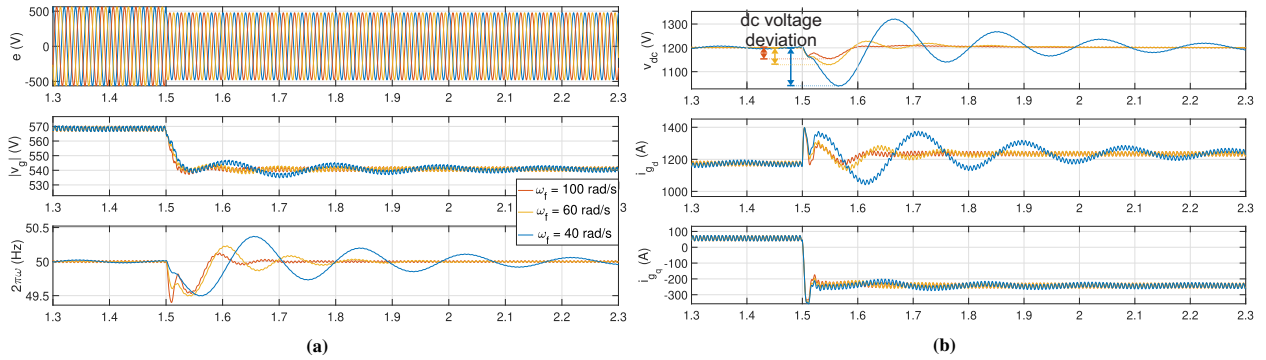 e (V)
500
0
-500
1.3 1.4 1.5 1.6 1.7 1.8 1.9 2 2.1 2.2 2.3
|v_g| (V)
570
560
550
540
530
1.3 1.4 1.5 1.6 1.7 1.8 1.9 2 2.1 2.2 2.3
ω_f = 100 rad/s
ω_f = 60 rad/s
ω_f = 40 rad/s
2πω (Hz)
50.5
50
49.5
1.3 1.4 1.5 1.6 1.7 1.8 1.9 2 2.1 2.2 2.3
(a)
dc voltage
deviation
v_dc (V)
1300
1200
1100
1.3 1.4 1.5 1.6 1.7 1.8 1.9 2 2.1 2.2 2.3
i_g_d (A)
1400
1200
1000
1.3 1.4 1.5 1.6 1.7 1.8 1.9 2 2.1 2.2 2.3
i_g_q (A)
100
0
-100
-200
-300
1.3 1.4 1.5 1.6 1.7 1.8 1.9 2 2.1 2.2 2.3
(b)